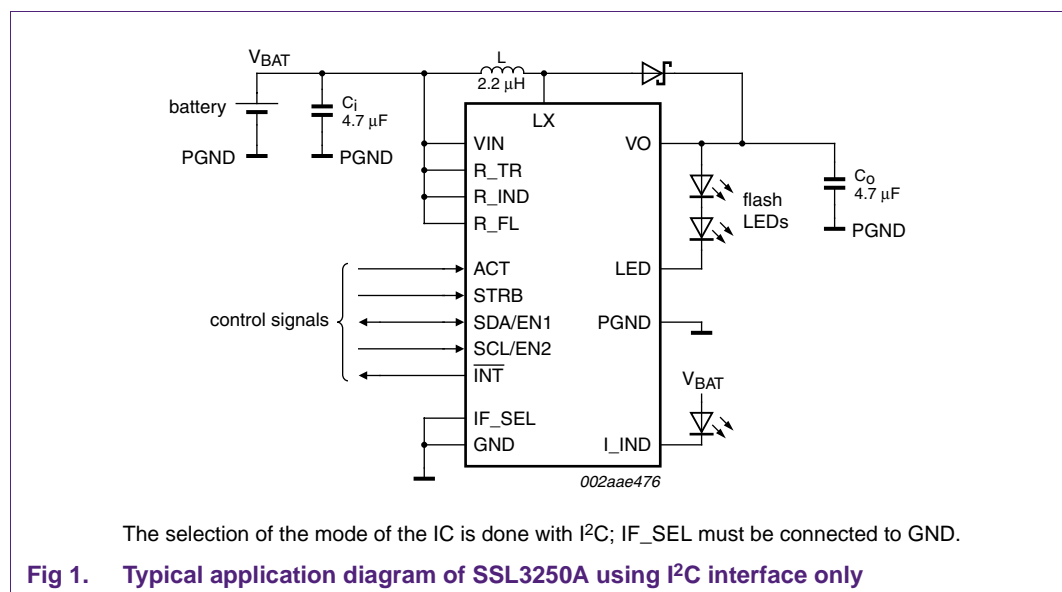 VBAT
L
2.2 μH
battery
Ci
4.7 μF
PGND
PGND
LX
VIN
VO
R_TR
R_IND
R_FL
flash
LEDs
Co
4.7 μF
PGND
ACT
LED
STRB
control signals
SDA/EN1
PGND
SCL/EN2
INT
VBAT
IF_SEL
GND
I_IND
002aae476
The selection of the mode of the IC is done with I²C; IF_SEL must be connected to GND.
Fig 1. Typical application diagram of SSL3250A using I²C interface only